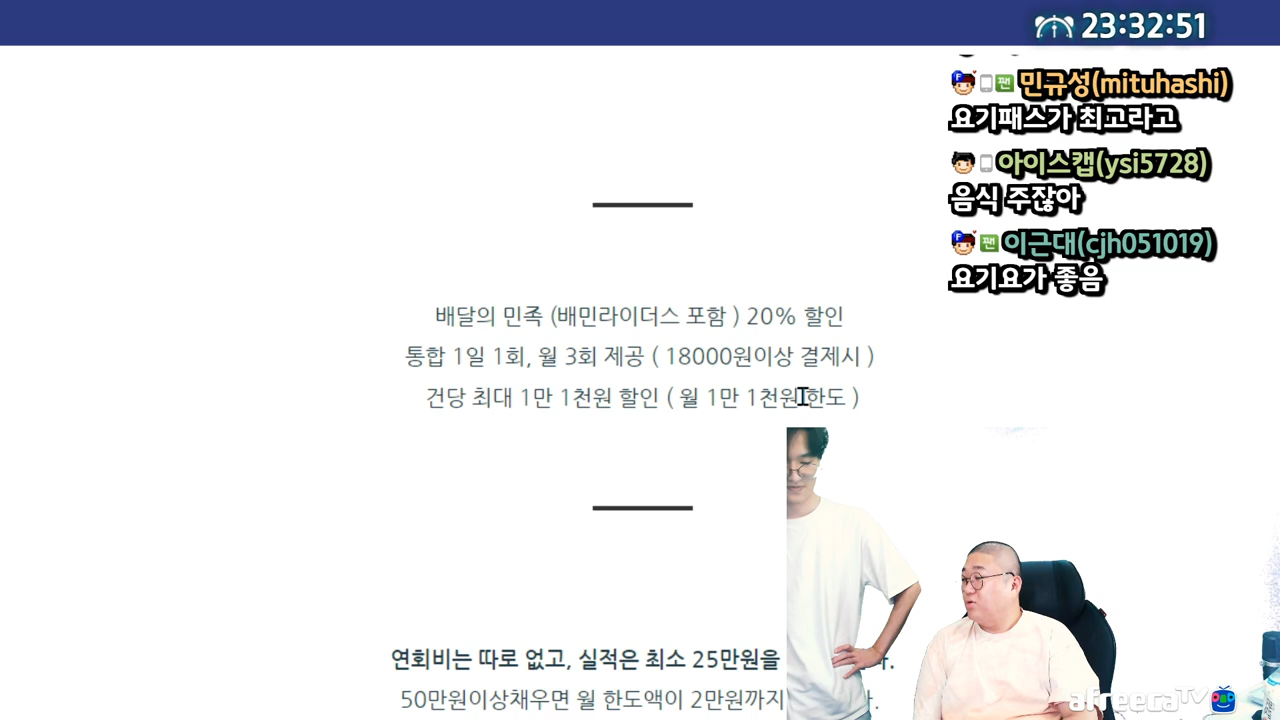 23:32:51
민규성(mituhashi)
요기패스가 최고라고
아이스캡(ysi5728)
음식 주잖아
이근대(cjh051019)
요기요가 좋음
배달의 민족 (배민라이더스 포함 ) 20% 할인
통합 1일 1회, 월 3회 제공 ( 18000원이상 결제시 )
건당 최대 1만 1천원 할인 ( 월 1만 1천원 한도 )
연회비는 따로 없고, 실적은 최소 25만원을
50만원이상채우면 월 한도액이 2만원까지
afreecaTV